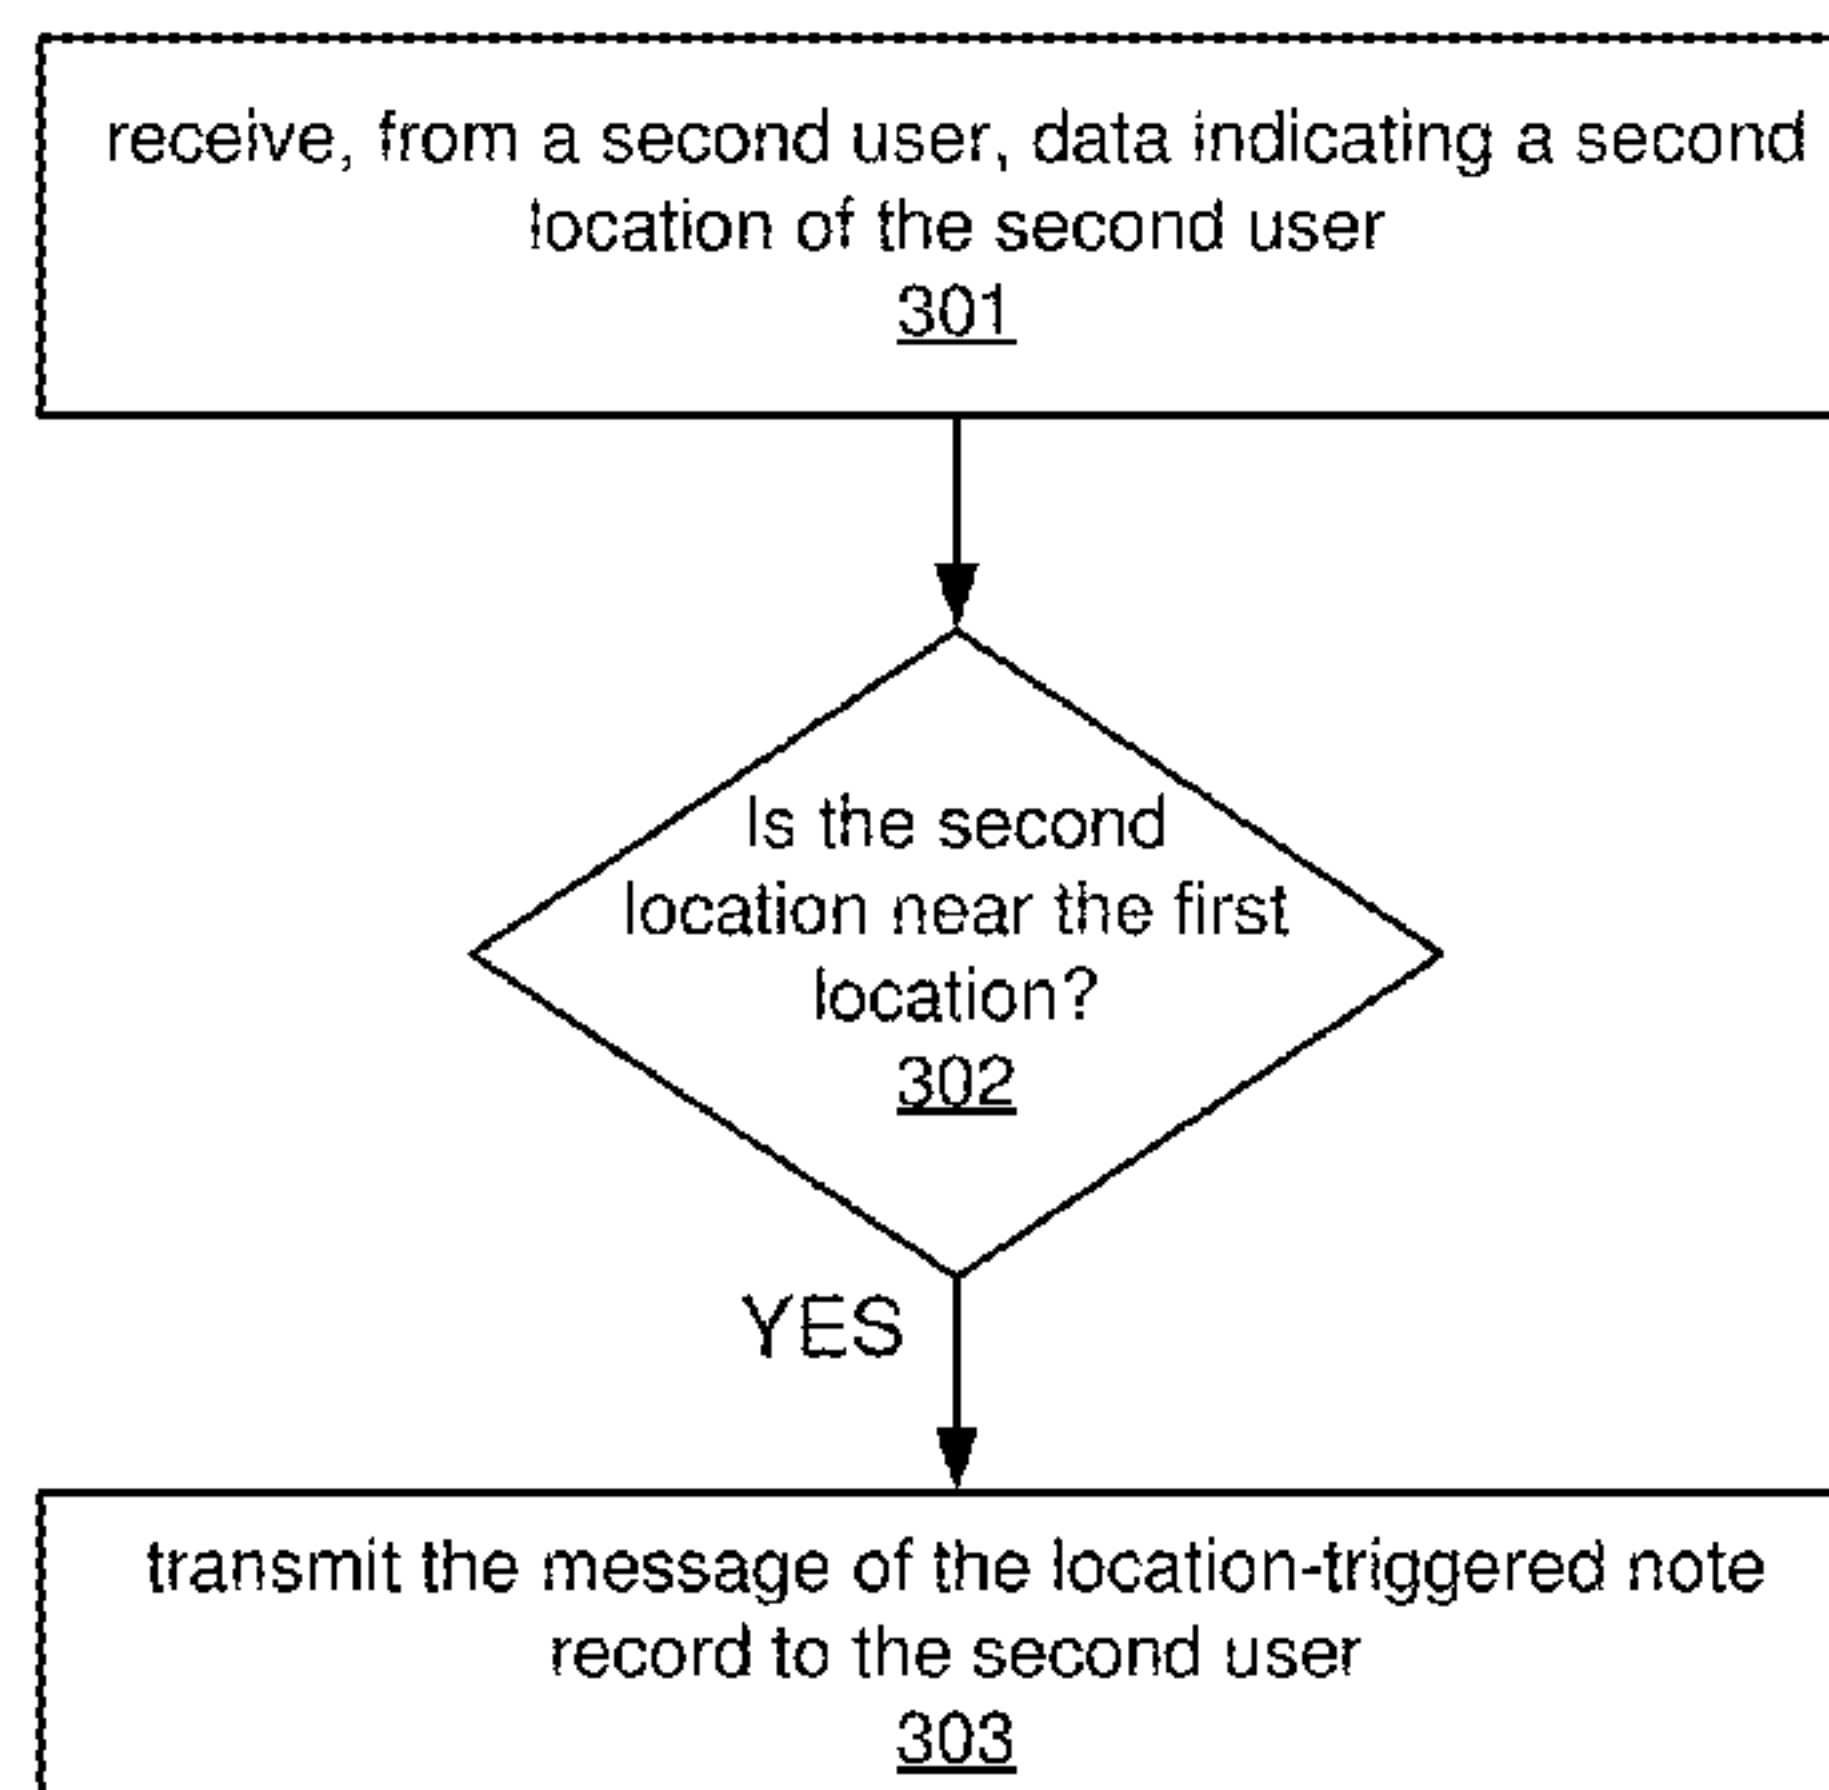 receive, from a second user, data indicating a second
location of the second user
301
Is the second
location near the first
location?
302
YES
transmit the message of the location-triggered note
record to the second user
303